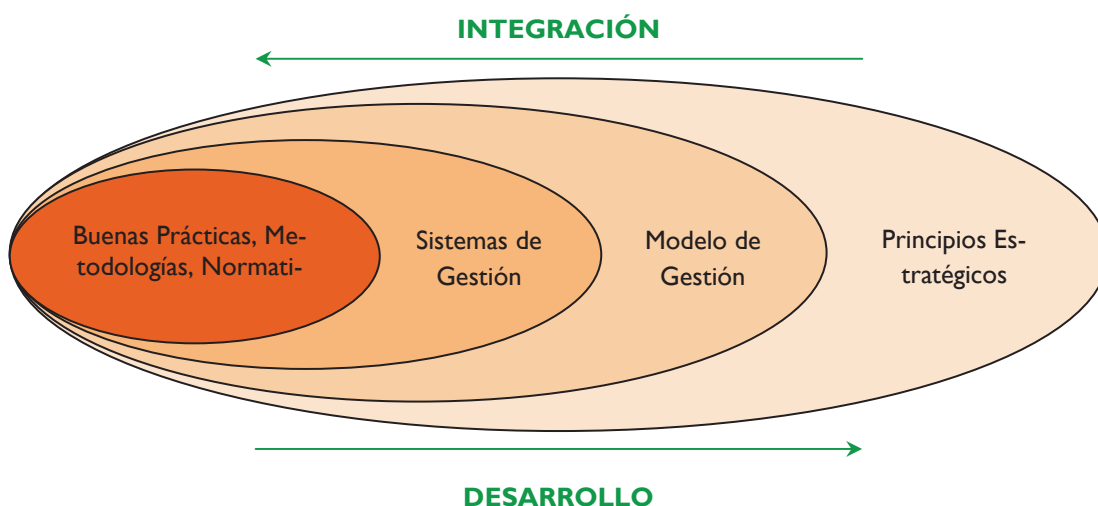 INTEGRACIÓN
Buenas Prácticas, Me-
todologías, Normati-
Sistemas de
Gestión
Modelo de
Gestión
Principios Es-
tratégicos
DESARROLLO